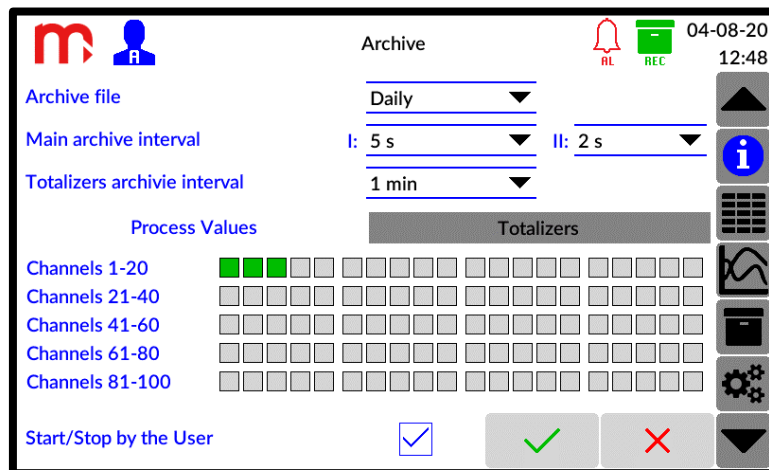 m A Archive AL REC 04-08-20
12:48
Archive file Daily
Main archive interval I: 5 s II: 2 s
Totalizers archivie interval 1 min
Process Values Totalizers
Channels 1-20
Channels 21-40
Channels 41-60
Channels 61-80
Channels 81-100
Start/Stop by the User